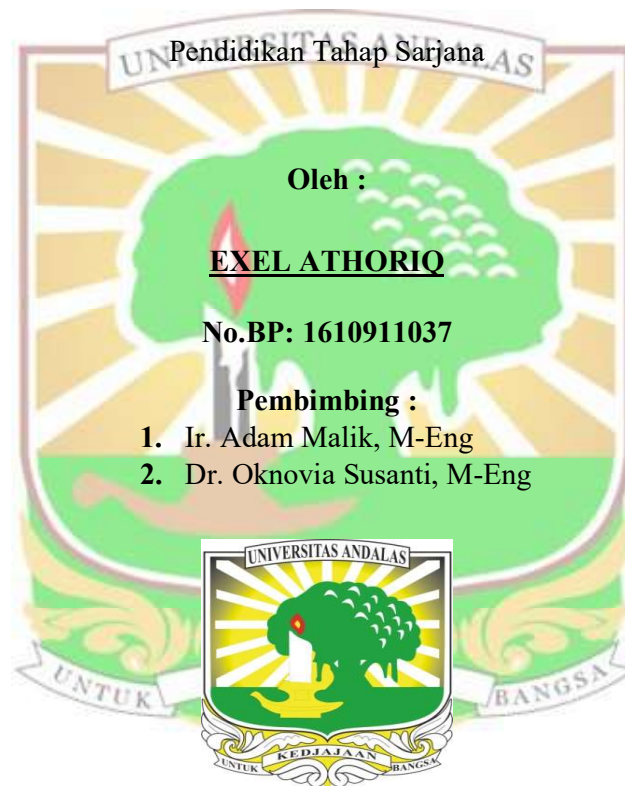 UNIVERSITAS ANDALAS
Pendidikan Tahap Sarjana
Oleh :
EXEL ATHORIQ
No.BP: 1610911037
Pembimbing :
1. Ir. Adam Malik, M-Eng
2. Dr. Oknovia Susanti, M-Eng
UNIVERSITAS ANDALAS
UNTUK BANGSA
UNTUK KEDJAJAAN BANGSA